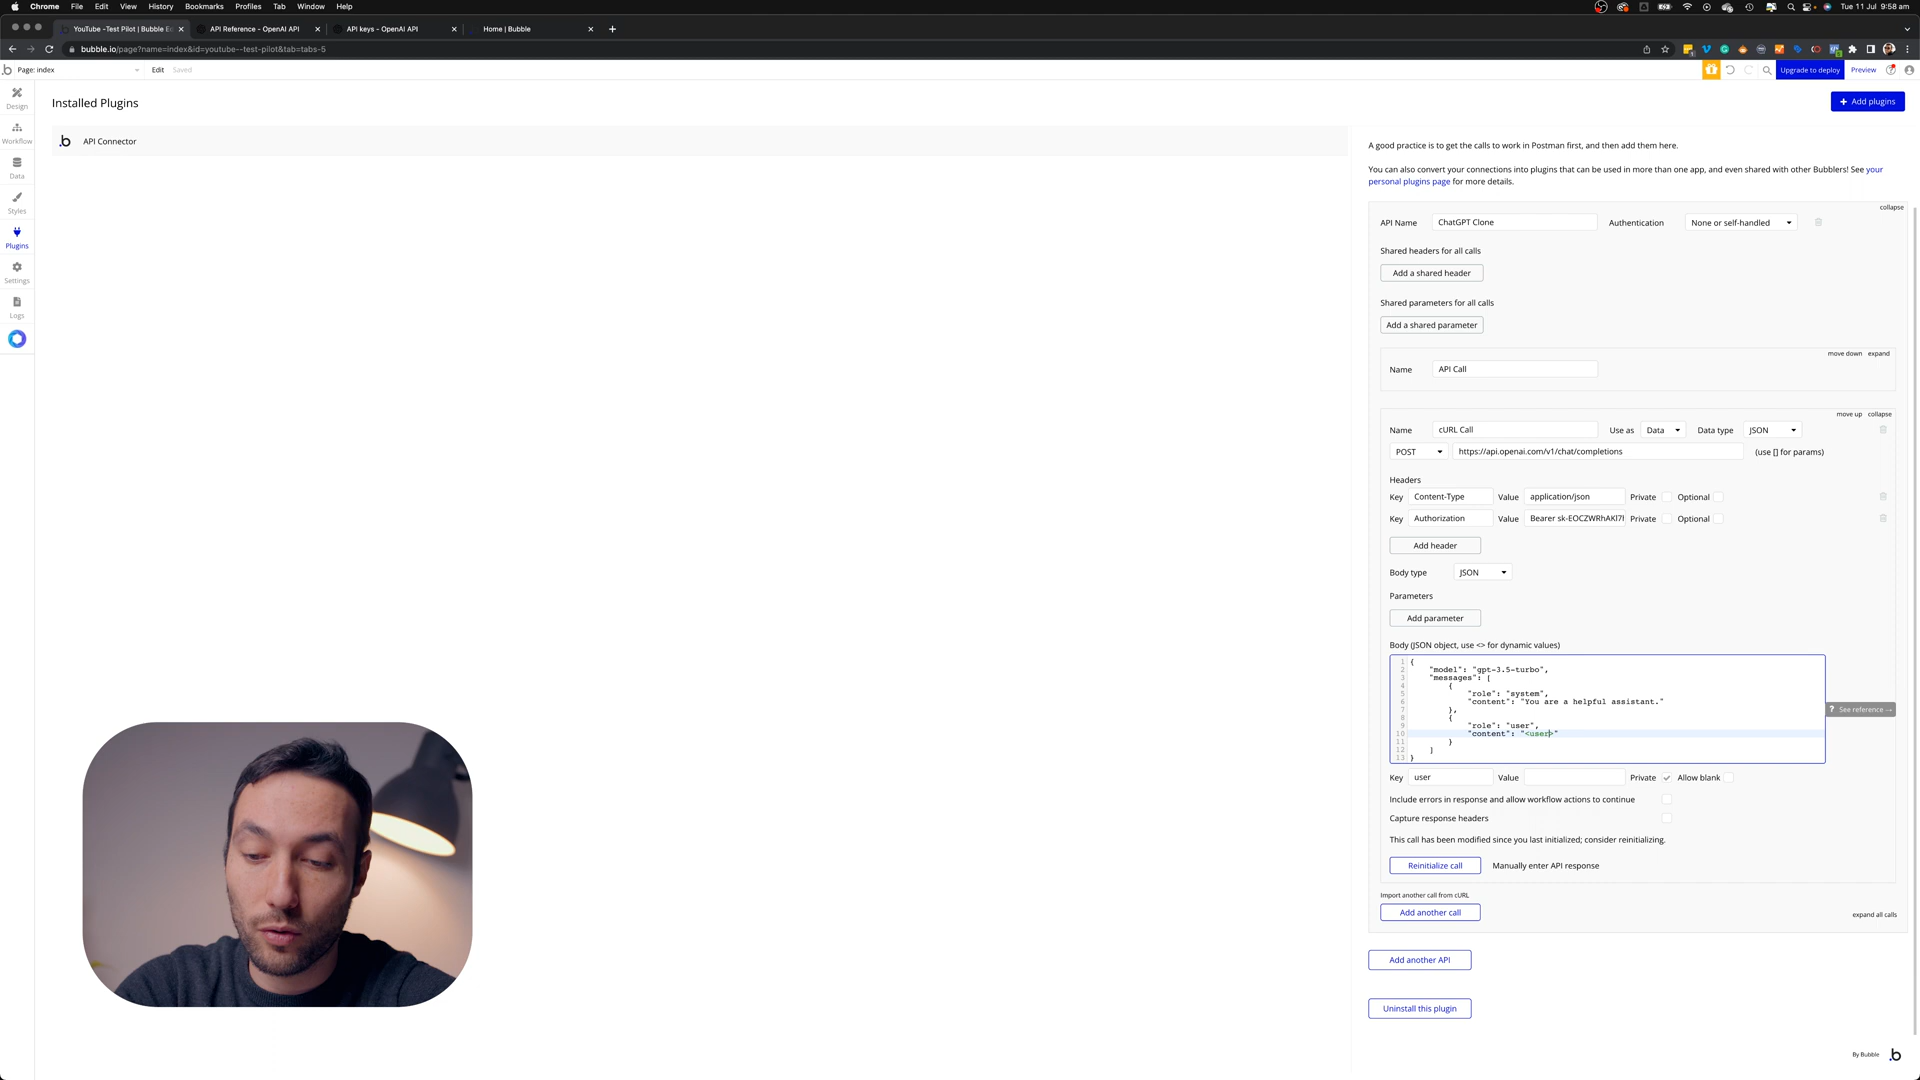 Chrome File Edit View History Bookmarks Profiles Tab Window Help Tue 11 Jul 9:58 am
YouTube -Test Pilot | Bubble E API Reference - OpenAI API API keys - OpenAI API Home | Bubble
bubble.io/page?name=index&id=youtube--test-pilot&tab=tabs-5
Page: index Edit Saved Upgrade to deploy Preview
Design
Workflow
Data
Styles
Plugins
Settings
Logs
Installed Plugins
Add plugins
.b API Connector
A good practice is to get the calls to work in Postman first, and then add them here.
You can also convert your connections into plugins that can be used in more than one app, and even shared with other Bubblers! See your
personal plugins page for more details.
collapse
API Name ChatGPT Clone Authentication None or self-handled
Shared headers for all calls
Add a shared header
Shared parameters for all calls
Add a shared parameter
move down expand
Name API Call
move up collapse
Name cURL Call Use as Data Data type JSON
POST https://api.openai.com/v1/chat/completions (use [] for params)
Headers
Key Content-Type Value application/json Private Optional
Key Authorization Value Bearer Private Optional
Add header
Body type JSON
Parameters
Add parameter
Body (JSON object, use <> for dynamic values)
1 {
2 "model": "gpt-3.5-turbo",
3 "messages": [
4 {
5 "role": "system",
6 "content": "You are a helpful assistant."
7 },
8 {
9 "role": "user",
10 "content": "<user>"
11 }
12 ]
13 }
? See reference →
Key user Value Private Allow blank
Include errors in response and allow workflow actions to continue
Capture response headers
This call has been modified since you last initialized; consider reinitializing.
Reinitialize call Manually enter API response
Import another call from cURL
Add another call
expand all calls
Add another API
Uninstall this plugin
By Bubble .b